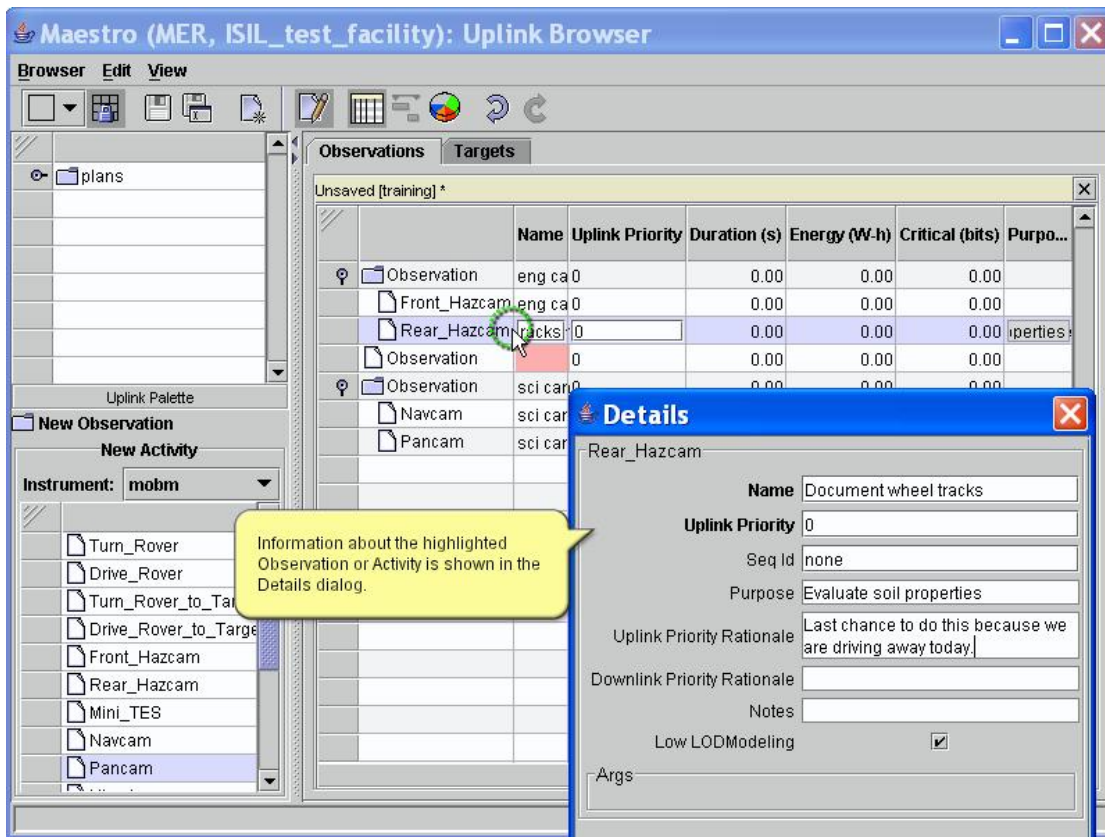 Maestro (MER, ISIL_test_facility): Uplink Browser
Browser Edit View
plans
Uplink Palette
New Observation
New Activity
Instrument: mobm
Turn_Rover
Drive_Rover
Turn_Rover_to_Tar
Drive_Rover_to_Targe
Front_Hazcam
Rear_Hazcam
Mini_TES
Navcam
Pancam
Observations Targets
Unsaved [training] *
Name Uplink Priority Duration (s) Energy (W-h) Critical (bits) Purpo...
Observation eng ca 0 0.00 0.00 0.00
Front_Hazcam eng ca 0 0.00 0.00 0.00
Rear_Hazcam racks 0 0.00 0.00 0.00 perties
Observation 0 0.00 0.00 0.00
Observation sci can 0 0.00 0.00 0.00
Navcam sci car
Pancam sci car
Information about the highlighted
Observation or Activity is shown in the
Details dialog.
Details
Rear_Hazcam
Name Document wheel tracks
Uplink Priority 0
Seq Id none
Purpose Evaluate soil properties
Uplink Priority Rationale Last chance to do this because we
are driving away today.
Downlink Priority Rationale
Notes
Low LODModeling
Args